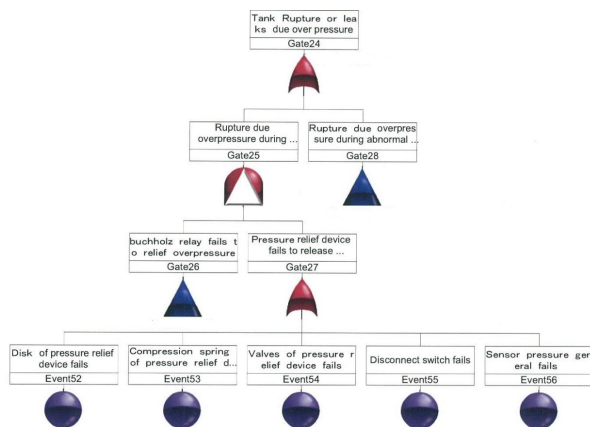 Tank Rupture or lea
ks due over pressure
Gate24
Rupture due
overpressure during ...
Gate25
Rupture due overpres
sure during abnormal ...
Gate28
buchholz relay fails t
o relief overpressure
Gate26
Pressure relief device
fails to release ...
Gate27
Disk of pressure relief
device fails
Event52
Compression spring
of pressure relief d...
Event53
Valves of pressure r
elief device fails
Event54
Disconnect switch fails
Event55
Sensor pressure gen
eral fails
Event56